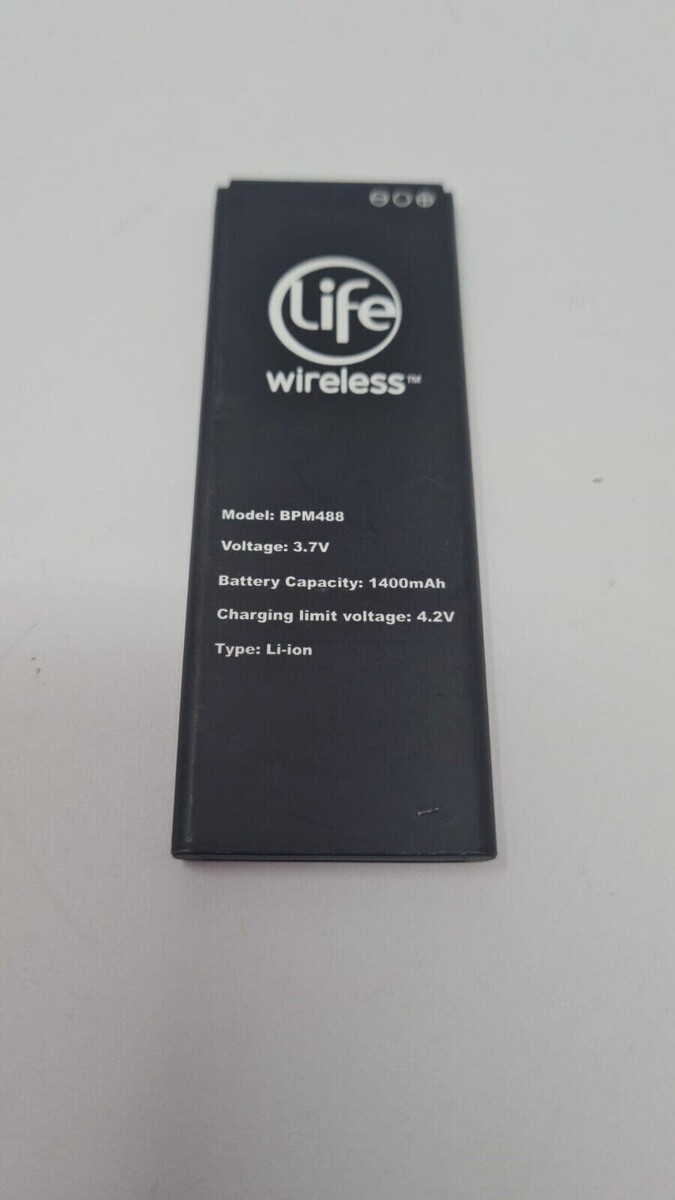 Life
wireless™
Model: BPM488
Voltage: 3.7V
Battery Capacity: 1400mAh
Charging limit voltage: 4.2V
Type: Li-ion